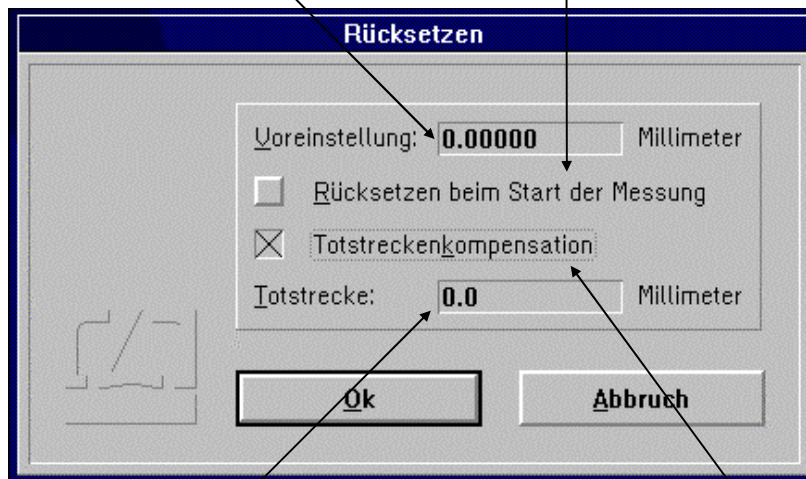 Rücksetzen
Voreinstellung: 0.00000 Millimeter
Rücksetzen beim Start der Messung
Totstreckenkompensation
Totstrecke: 0.0 Millimeter
Ok Abbruch